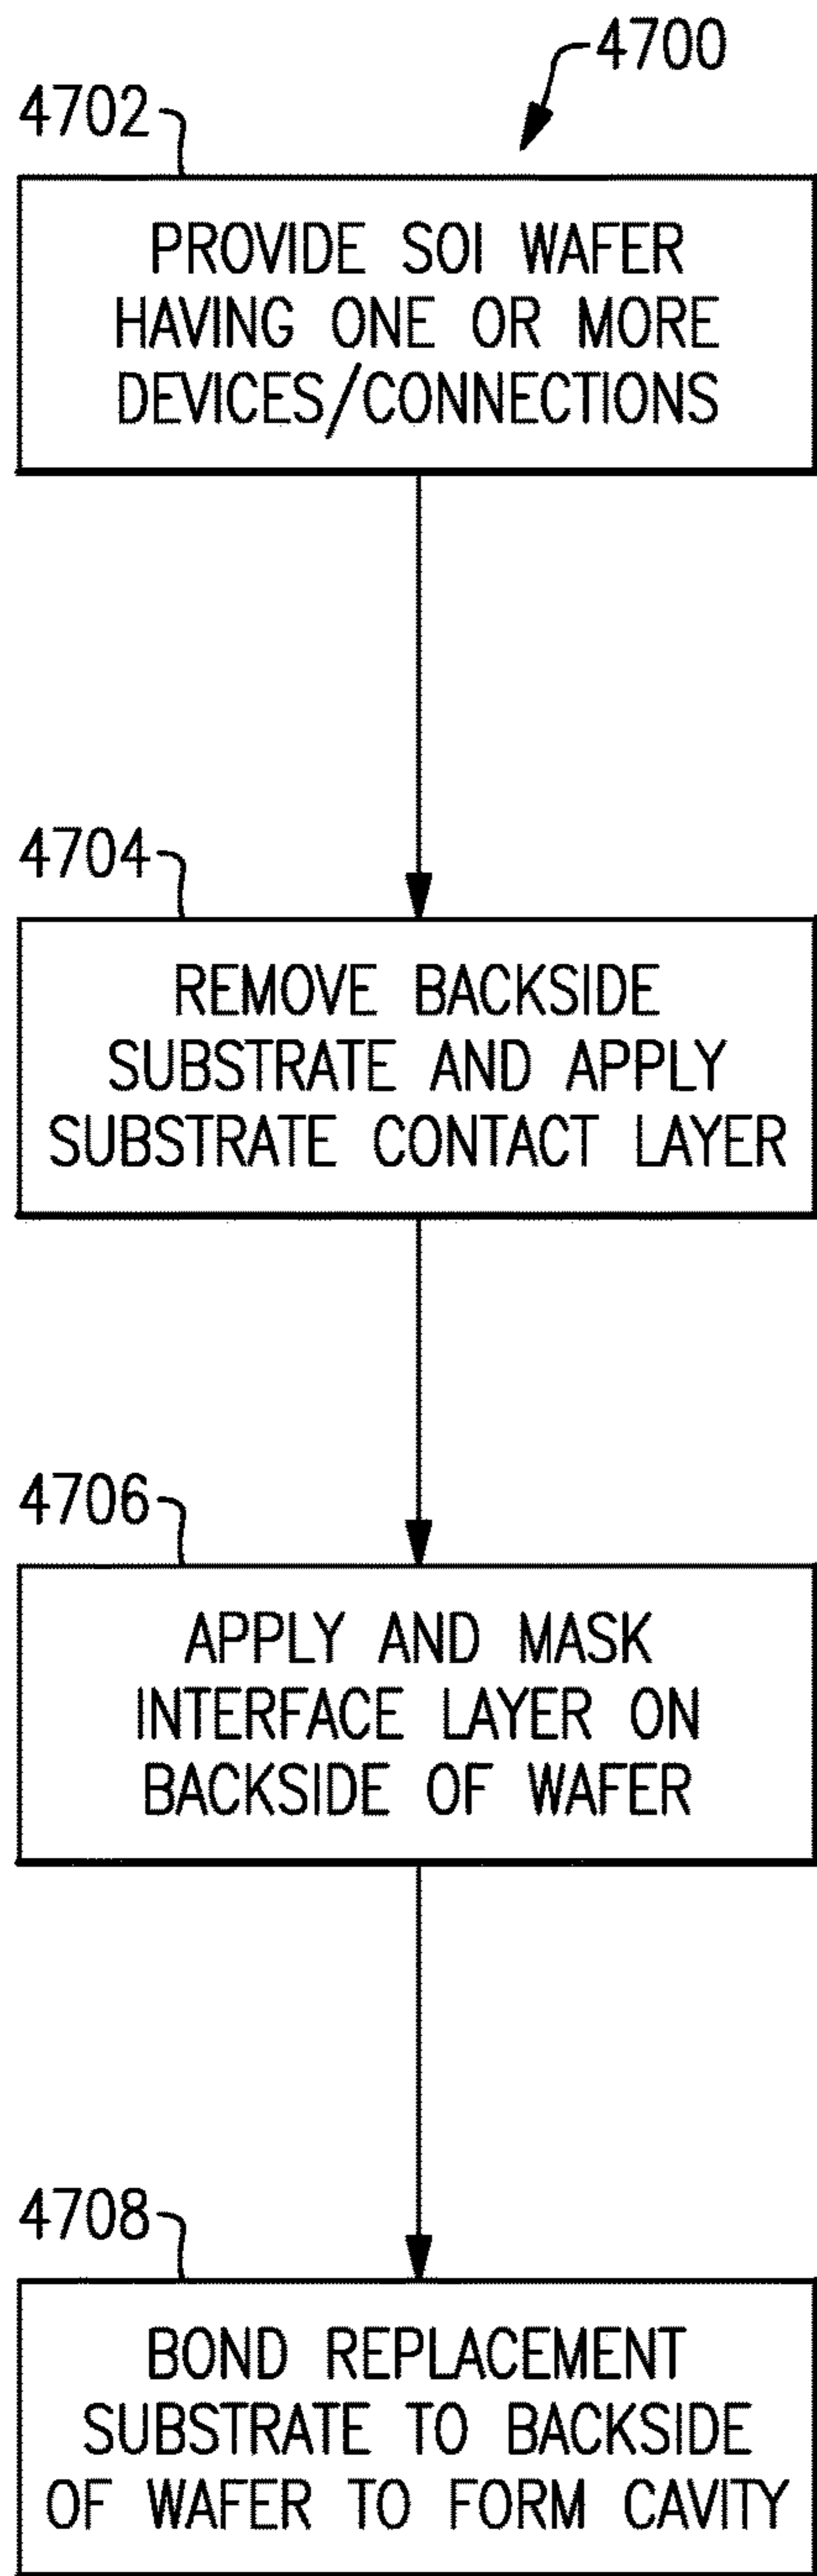 4700
4702
PROVIDE SOI WAFER
HAVING ONE OR MORE
DEVICES/CONNECTIONS
4704
REMOVE BACKSIDE
SUBSTRATE AND APPLY
SUBSTRATE CONTACT LAYER
4706
APPLY AND MASK
INTERFACE LAYER ON
BACKSIDE OF WAFER
4708
BOND REPLACEMENT
SUBSTRATE TO BACKSIDE
OF WAFER TO FORM CAVITY